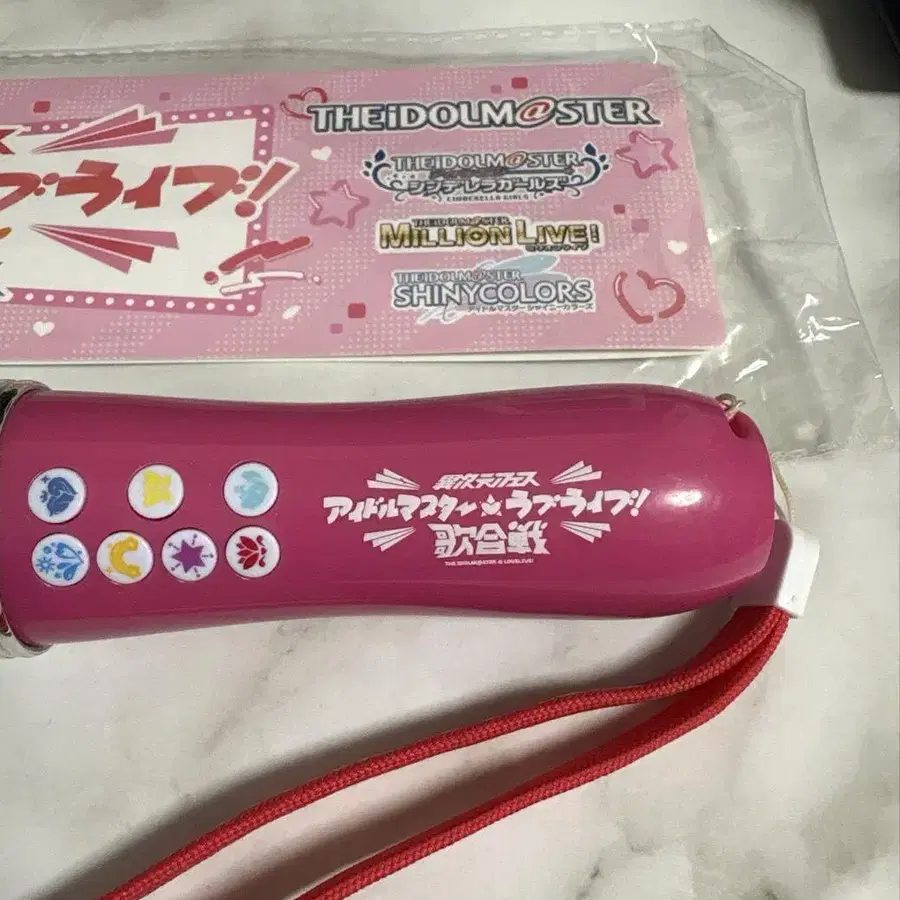 ブライブ!
THE iDOLM@STER
THE iDOLM@STER
シンデレラガールズ
CINDERELLA GIRLS
THE iDOLM@STER
MILLION LIVE!
ミリオンライブ!
THE iDOLM@STER
SHINYCOLORS
アイドルマスター シャイニーカラーズ
異次元フェス
アイドルマスター★ラブライブ!
歌合戦
THE IDOLM@STER & LOVELIVE!